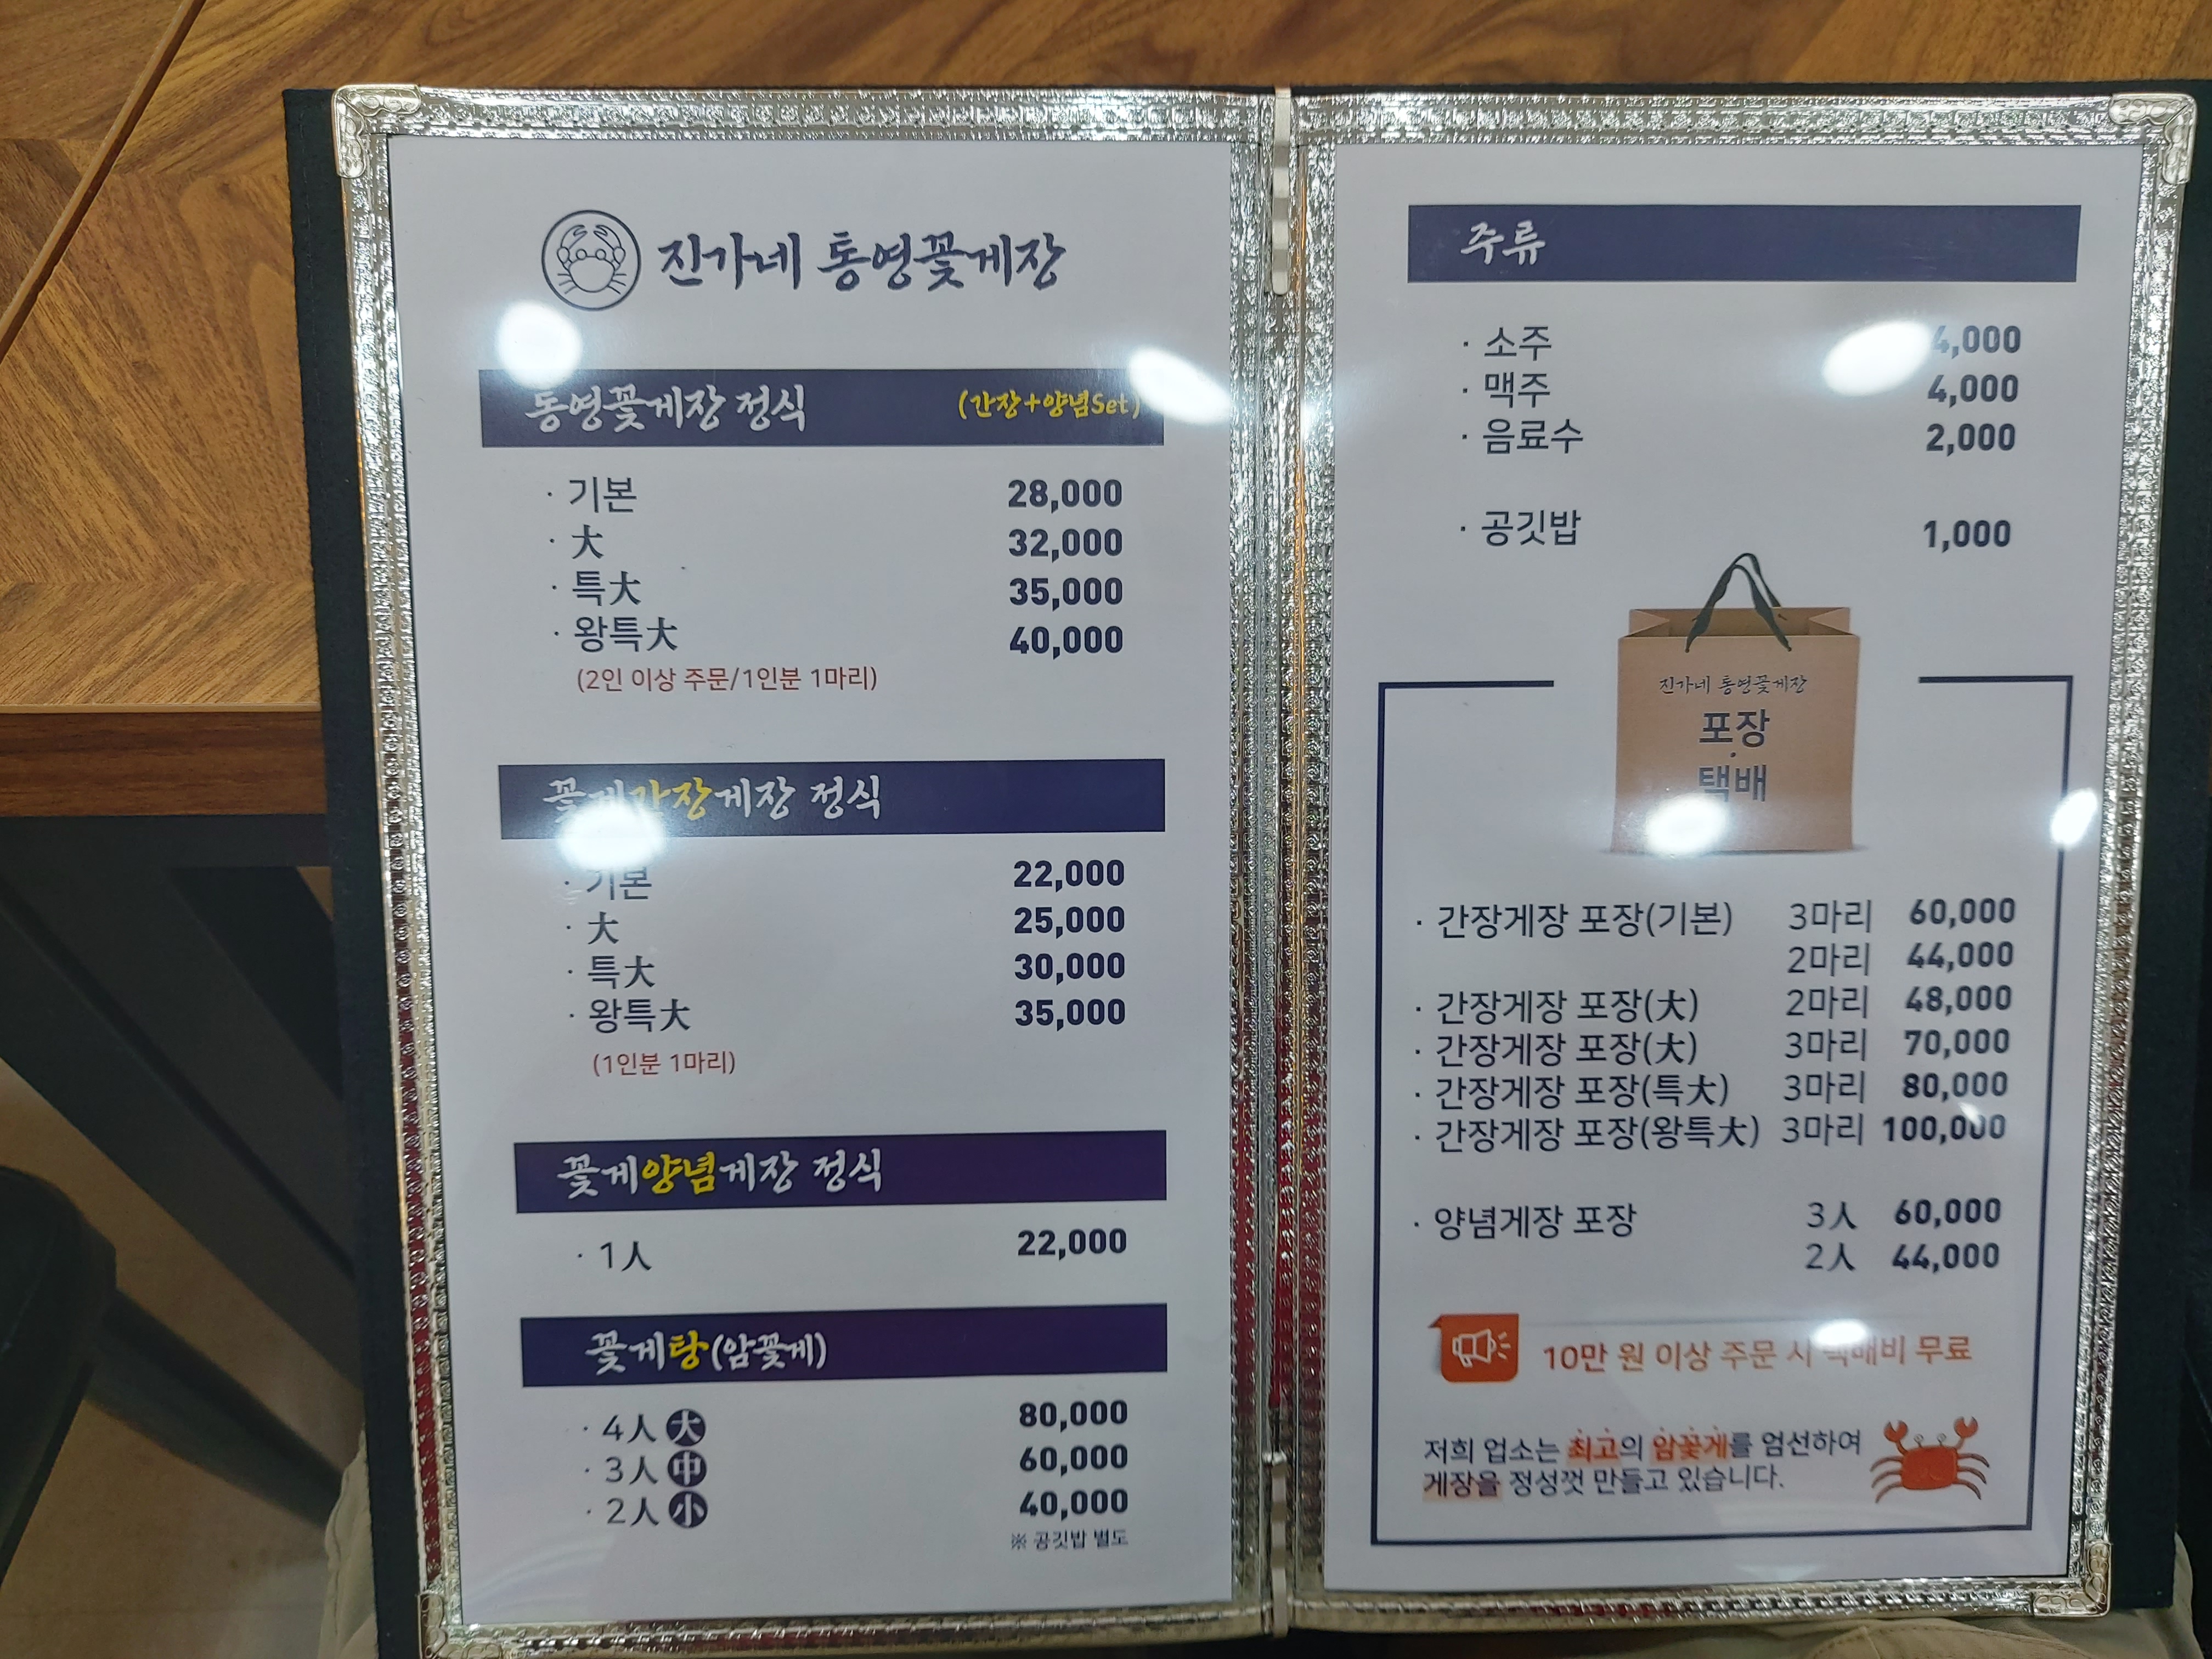 진가네 통영꽃게장
통영꽃게장 정식 (간장+양념Set)
· 기본 28,000
· 大 32,000
· 특大 35,000
· 왕특大 40,000
(2인 이상 주문/1인분 1마리)
꽃게간장게장 정식
· 기본 22,000
· 大 25,000
· 특大 30,000
· 왕특大 35,000
(1인분 1마리)
꽃게양념게장 정식
· 1人 22,000
꽃게탕(암꽃게)
· 4人 大 80,000
· 3人 中 60,000
· 2人 小 40,000
※ 공깃밥 별도
주류
· 소주 4,000
· 맥주 4,000
· 음료수 2,000
· 공깃밥 1,000
진가네 통영꽃게장
포장
·
택배
· 간장게장 포장(기본) 3마리 60,000
2마리 44,000
· 간장게장 포장(大) 2마리 48,000
· 간장게장 포장(大) 3마리 70,000
· 간장게장 포장(특大) 3마리 80,000
· 간장게장 포장(왕특大) 3마리 100,000
· 양념게장 포장 3人 60,000
2人 44,000
10만 원 이상 주문 시 택배비 무료
저희 업소는 최고의 암꽃게를 엄선하여
게장을 정성껏 만들고 있습니다.